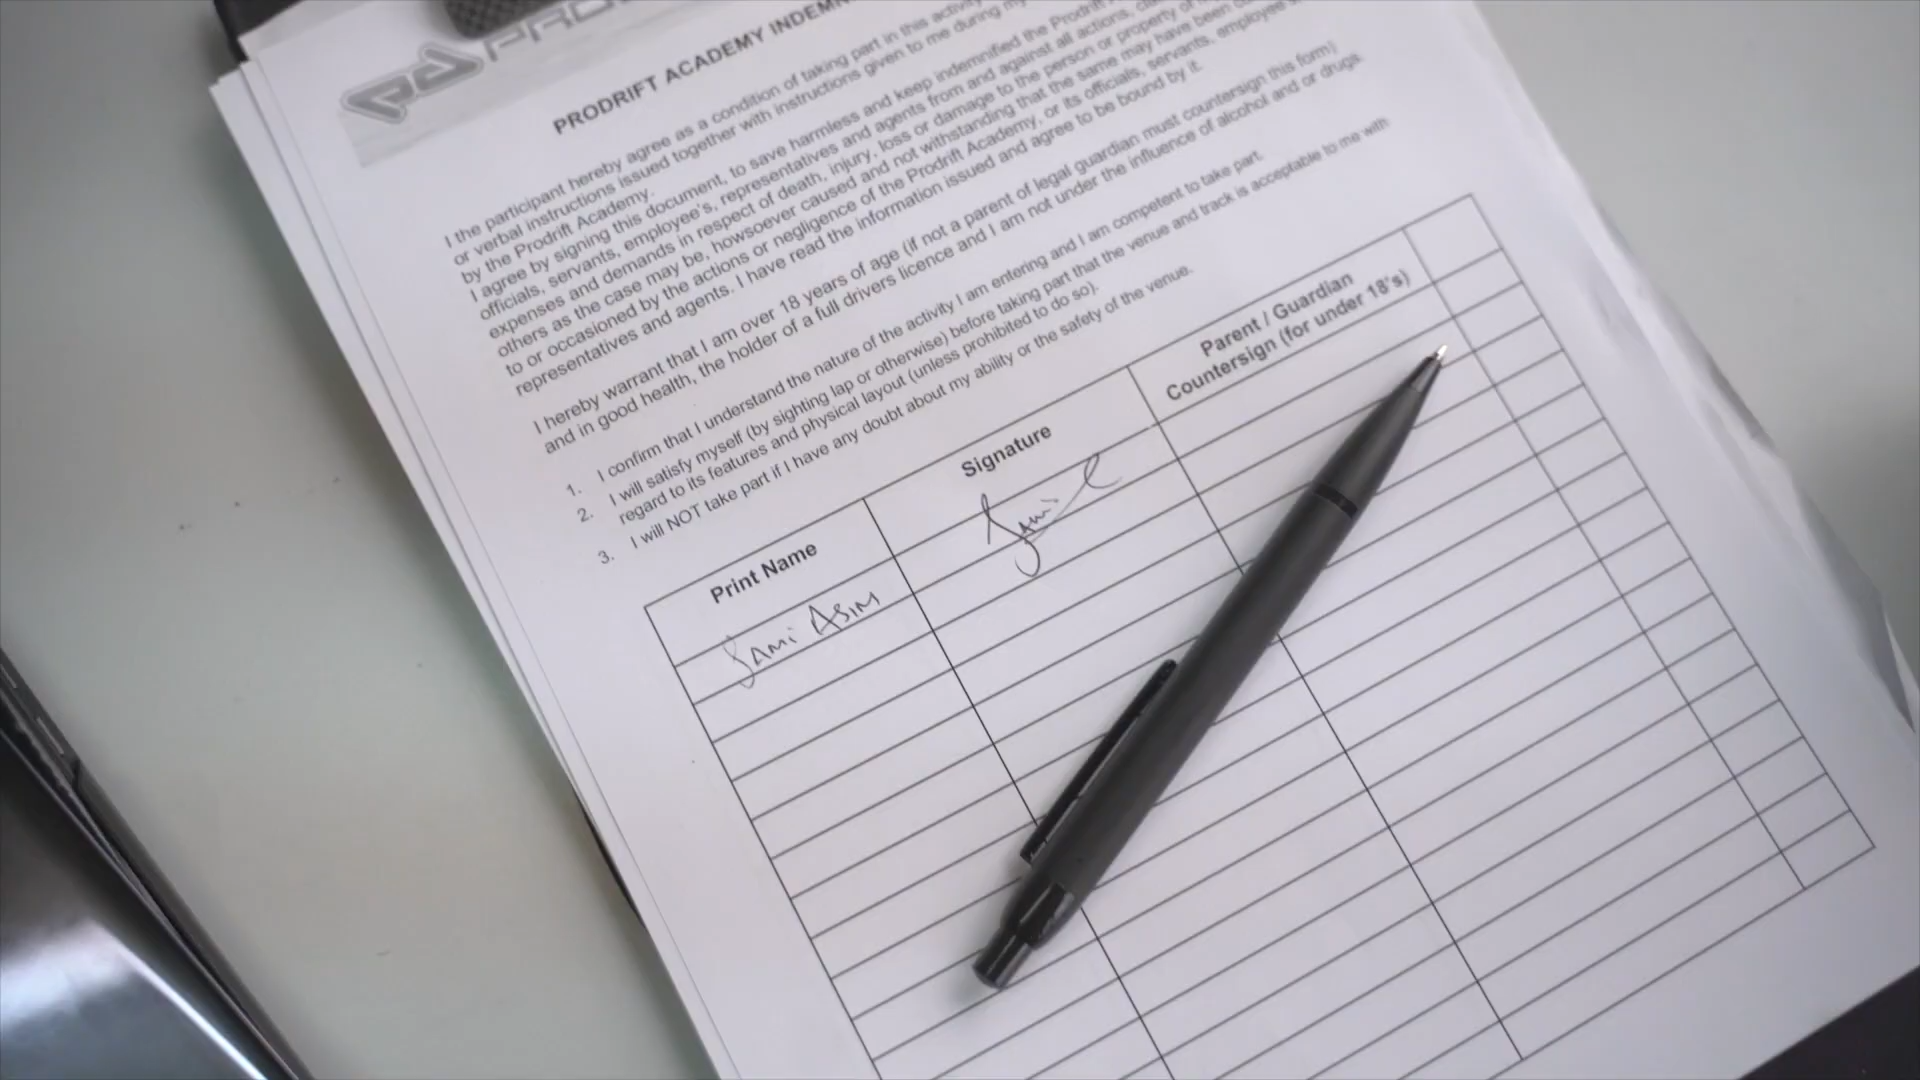 PRODRIFT ACADEMY
I the participant hereby agree as a condition of taking part in this activity
or verbal instructions issued together with instructions given to me during my
by the Prodrift Academy.
I agree by signing this document, to save harmless and keep indemnified the Prodrift
officials, servants, employee's, representatives and agents from and against all actions,
expenses and demands in respect of death, injury, loss or damage to the person or property of
others as the case may be, howsoever caused and not withstanding that the same may have been
to or occasioned by the actions or negligence of the Prodrift Academy, or its officials, servants, employee
representatives and agents. I have read the information issued and agree to be bound by it.
I hereby warrant that I am over 18 years of age (if not a parent of legal guardian must countersign this form)
and in good health, the holder of a full drivers licence and I am not under the influence of alcohol and or drugs.
1. I confirm that I understand the nature of the activity I am entering and I am competent to take part.
2. I will satisfy myself (by sighting lap or otherwise) before taking part that the venue and track is acceptable to me with
regard to its features and physical layout (unless prohibited to do so).
3. I will NOT take part if I have any doubt about my ability or the safety of the venue.
Print Name Signature Parent / Guardian
Countersign (for under 18's)
Sami Asim Sami